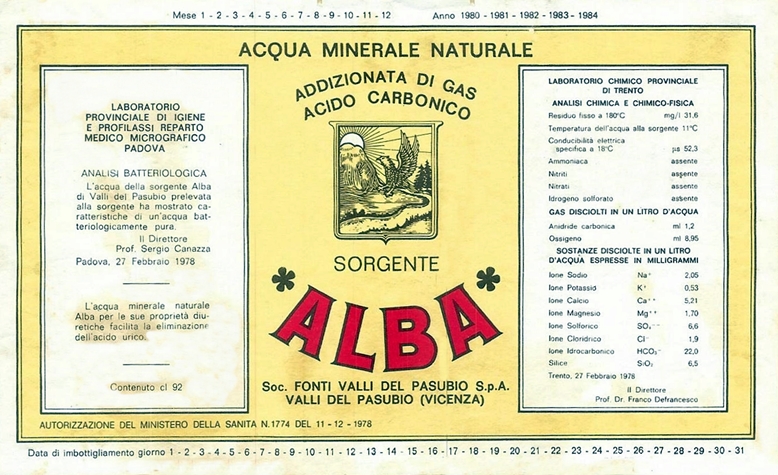 Mese 1 - 2 - 3 - 4 - 5 - 6 - 7 - 8 - 9 - 10 - 11 - 12 Anno 1980 - 1981 - 1982 - 1983 - 1984
ACQUA MINERALE NATURALE
ADDIZIONATA DI GAS
ACIDO CARBONICO
LABORATORIO
PROVINCIALE DI IGIENE
E PROFILASSI REPARTO
MEDICO MICROGRAFICO
PADOVA
ANALISI BATTERIOLOGICA
L'acqua della sorgente Alba
di Valli del Pasubio prelevata
alla sorgente ha mostrato ca-
ratteristiche di un'acqua bat-
teriologicamente pura.
Il Direttore
Prof. Sergio Canazza
Padova, 27 Febbraio 1978
L'acqua minerale naturale
Alba per le sue proprietà diu-
retiche facilita la eliminazione
dell'acido urico.
Contenuto cl 92
SORGENTE
ALBA
Soc. FONTI VALLI DEL PASUBIO S.p.A.
VALLI DEL PASUBIO (VICENZA)
LABORATORIO CHIMICO PROVINCIALE
DI TRENTO
ANALISI CHIMICA E CHIMICO-FISICA
Residuo fisso a 180°C mg/l 31,6
Temperatura dell'acqua alla sorgente 11°C
Conducibilità elettrica
specifica a 18°C µs 52,3
Ammoniaca assente
Nitriti assente
Nitrati assente
Idrogeno solforato assente
GAS DISCIOLTI IN UN LITRO D'ACQUA
Anidride carbonica ml 1,2
Ossigeno ml 8,95
SOSTANZE DISCIOLTE IN UN LITRO
D'ACQUA ESPRESSE IN MILLIGRAMMI
Ione Sodio Na⁺ 2,05
Ione Potassio K⁺ 0,53
Ione Calcio Ca⁺⁺ 5,21
Ione Magnesio Mg⁺⁺ 1,70
Ione Solforico SO₄⁻⁻ 6,6
Ione Cloridrico Cl⁻ 1,9
Ione Idrocarbonico HCO₃⁻ 22,0
Silice SiO₂ 6,5
Trento, 27 Febbraio 1978
Il Direttore
Prof. Dr. Franco Defrancesco
AUTORIZZAZIONE DEL MINISTERO DELLA SANITA N.1774 DEL 11 - 12 - 1978
Data di imbottigliamento giorno 1 - 2 - 3 - 4 - 5 - 6 - 7 - 8 - 9 - 10 - 11 - 12 - 13 - 14 - 15 - 16 - 17 - 18 - 19 - 20 - 21 - 22 - 23 - 24 - 25 - 26 - 27 - 28 - 29 - 30 - 31